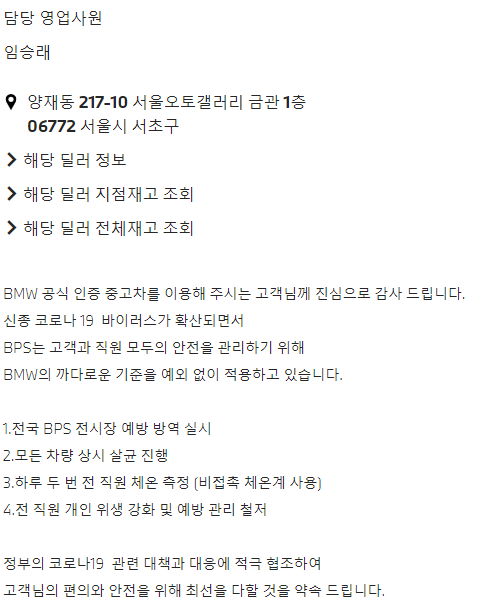 담당 영업사원
임승래
양재동 217-10 서울오토갤러리 금관 1층
06772 서울시 서초구
해당 딜러 정보
해당 딜러 지점재고 조회
해당 딜러 전체재고 조회
BMW 공식 인증 중고차를 이용해 주시는 고객님께 진심으로 감사 드립니다.
신종 코로나 19 바이러스가 확산되면서
BPS는 고객과 직원 모두의 안전을 관리하기 위해
BMW의 까다로운 기준을 예외 없이 적용하고 있습니다.
1.전국 BPS 전시장 예방 방역 실시
2.모든 차량 상시 살균 진행
3.하루 두 번 전 직원 체온 측정 (비접촉 체온계 사용)
4.전 직원 개인 위생 강화 및 예방 관리 철저
정부의 코로나19 관련 대책과 대응에 적극 협조하여
고객님의 편의와 안전을 위해 최선을 다할 것을 약속 드립니다.